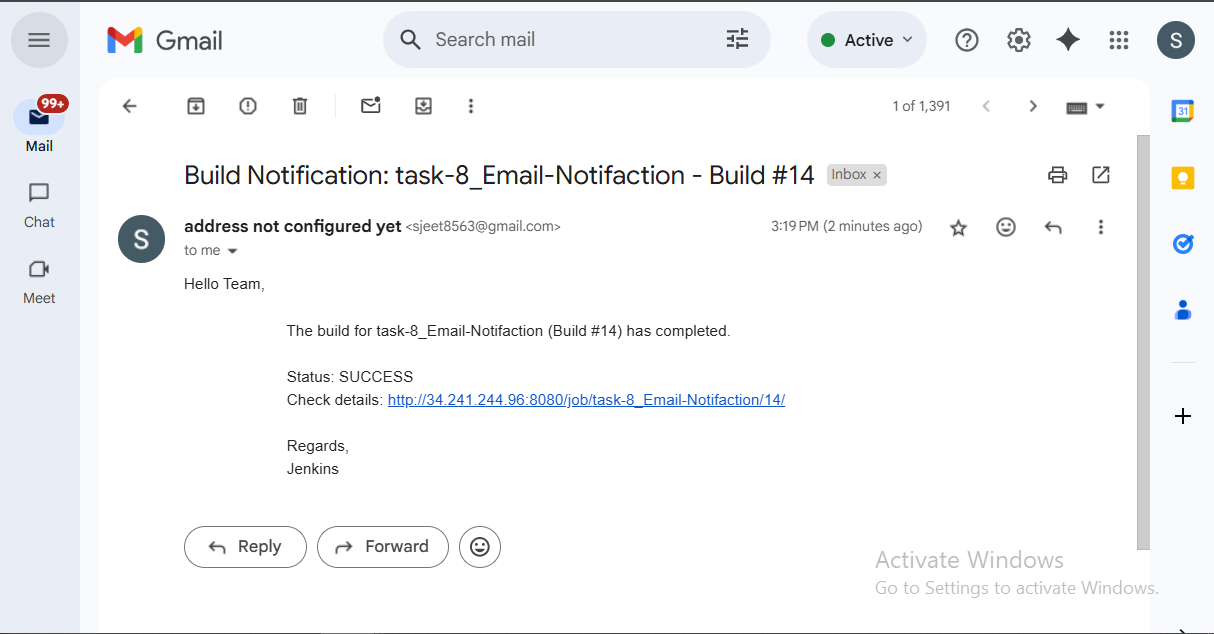 Gmail
Search mail
Active
S
99+
Mail
Chat
Meet
1 of 1,391
31
Build Notification: task-8_Email-Notifaction - Build #14
Inbox ×
S
address not configured yet <sjeet8563@gmail.com>
3:19 PM (2 minutes ago)
to me
Hello Team,
The build for task-8_Email-Notifaction (Build #14) has completed.
Status: SUCCESS
Check details: http://34.241.244.96:8080/job/task-8_Email-Notifaction/14/
Regards,
Jenkins
Reply
Forward
Activate Windows
Go to Settings to activate Windows.